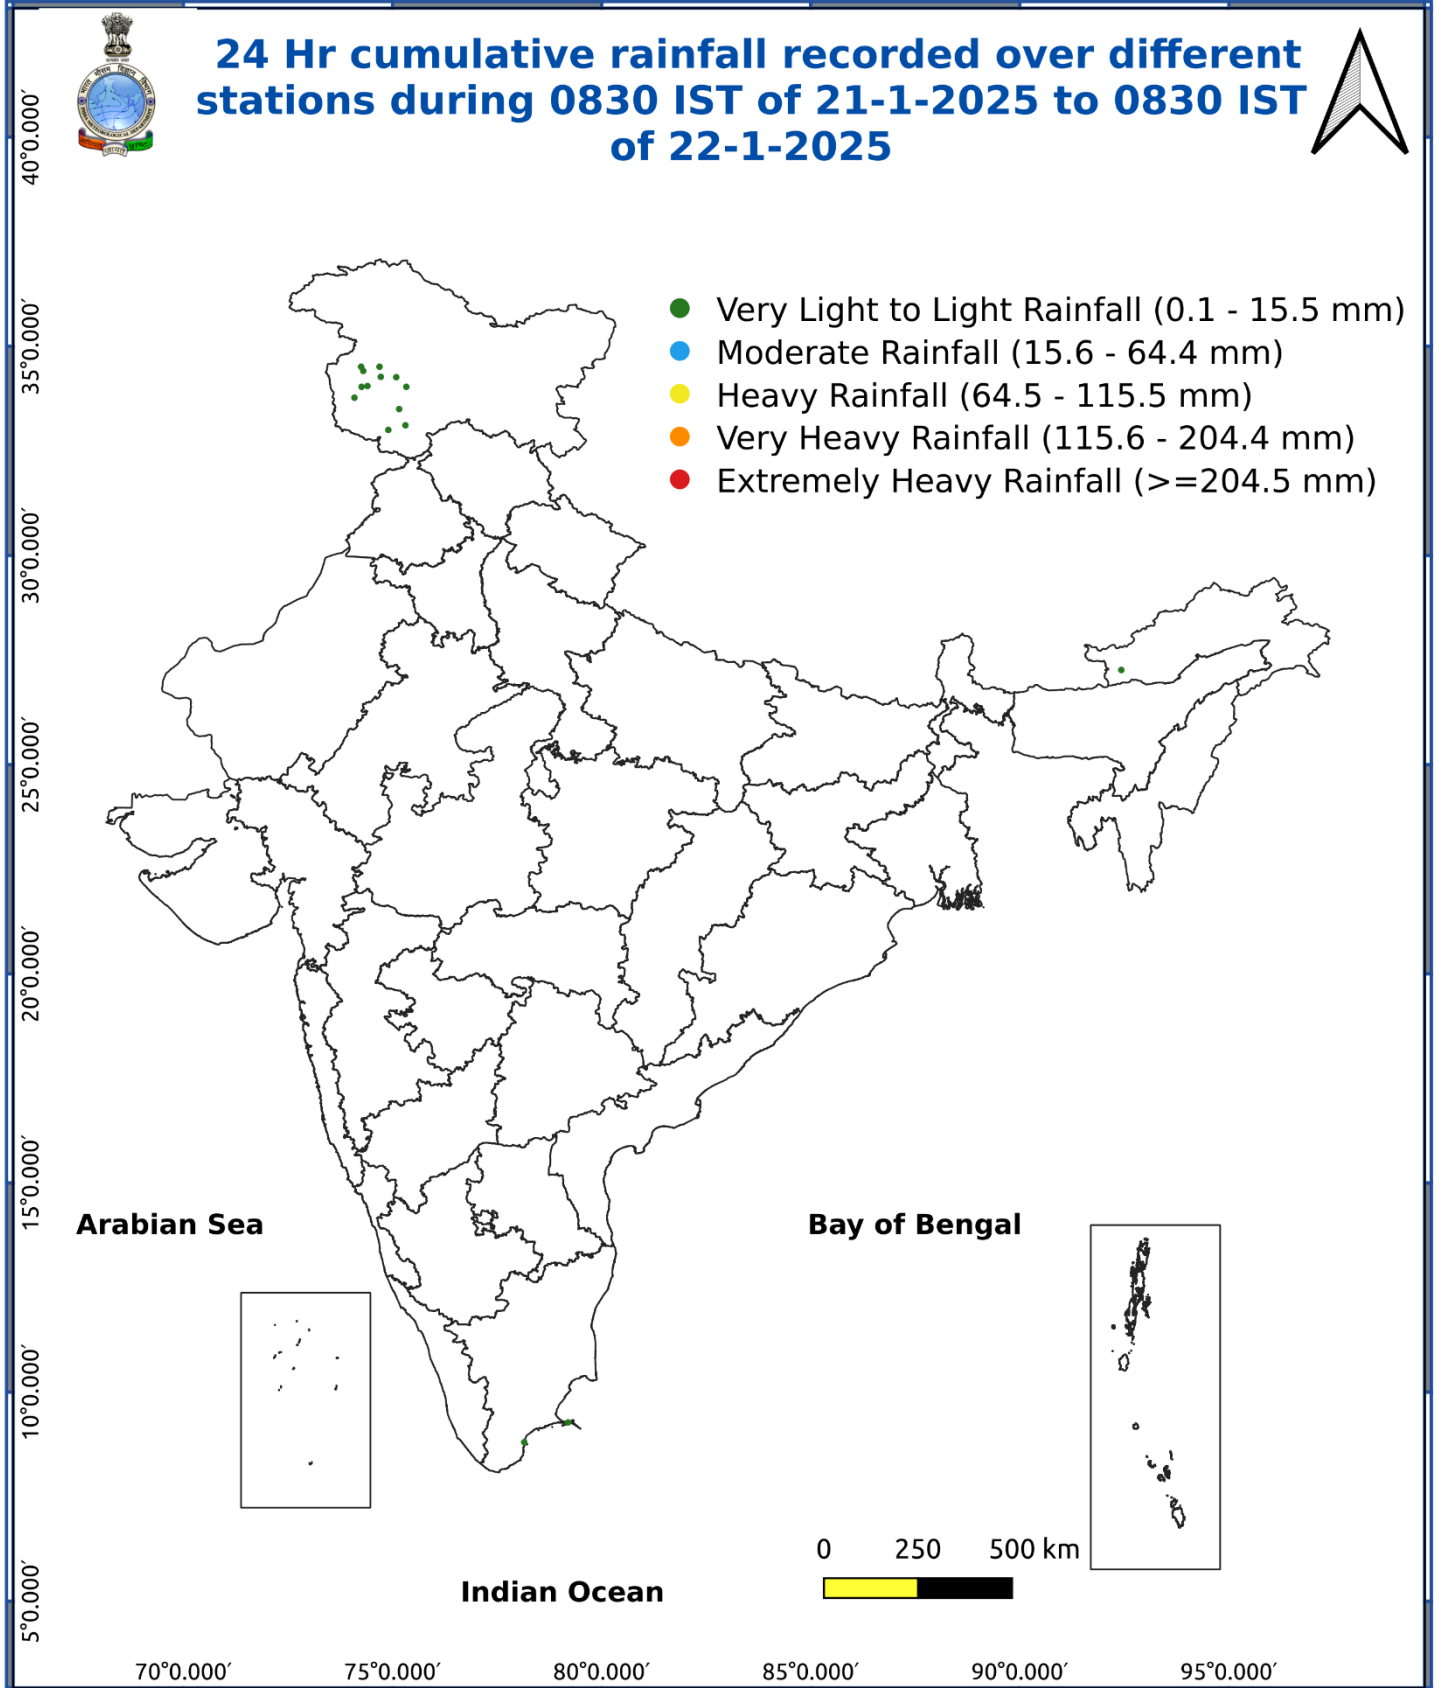 24 Hr cumulative rainfall recorded over different
stations during 0830 IST of 21-1-2025 to 0830 IST
of 22-1-2025
Very Light to Light Rainfall (0.1 - 15.5 mm)
Moderate Rainfall (15.6 - 64.4 mm)
Heavy Rainfall (64.5 - 115.5 mm)
Very Heavy Rainfall (115.6 - 204.4 mm)
Extremely Heavy Rainfall (>=204.5 mm)
40°0.000′
35°0.000′
30°0.000′
25°0.000′
20°0.000′
15°0.000′
10°0.000′
5°0.000′
Arabian Sea
Bay of Bengal
Indian Ocean
0 250 500 km
70°0.000′ 75°0.000′ 80°0.000′ 85°0.000′ 90°0.000′ 95°0.000′